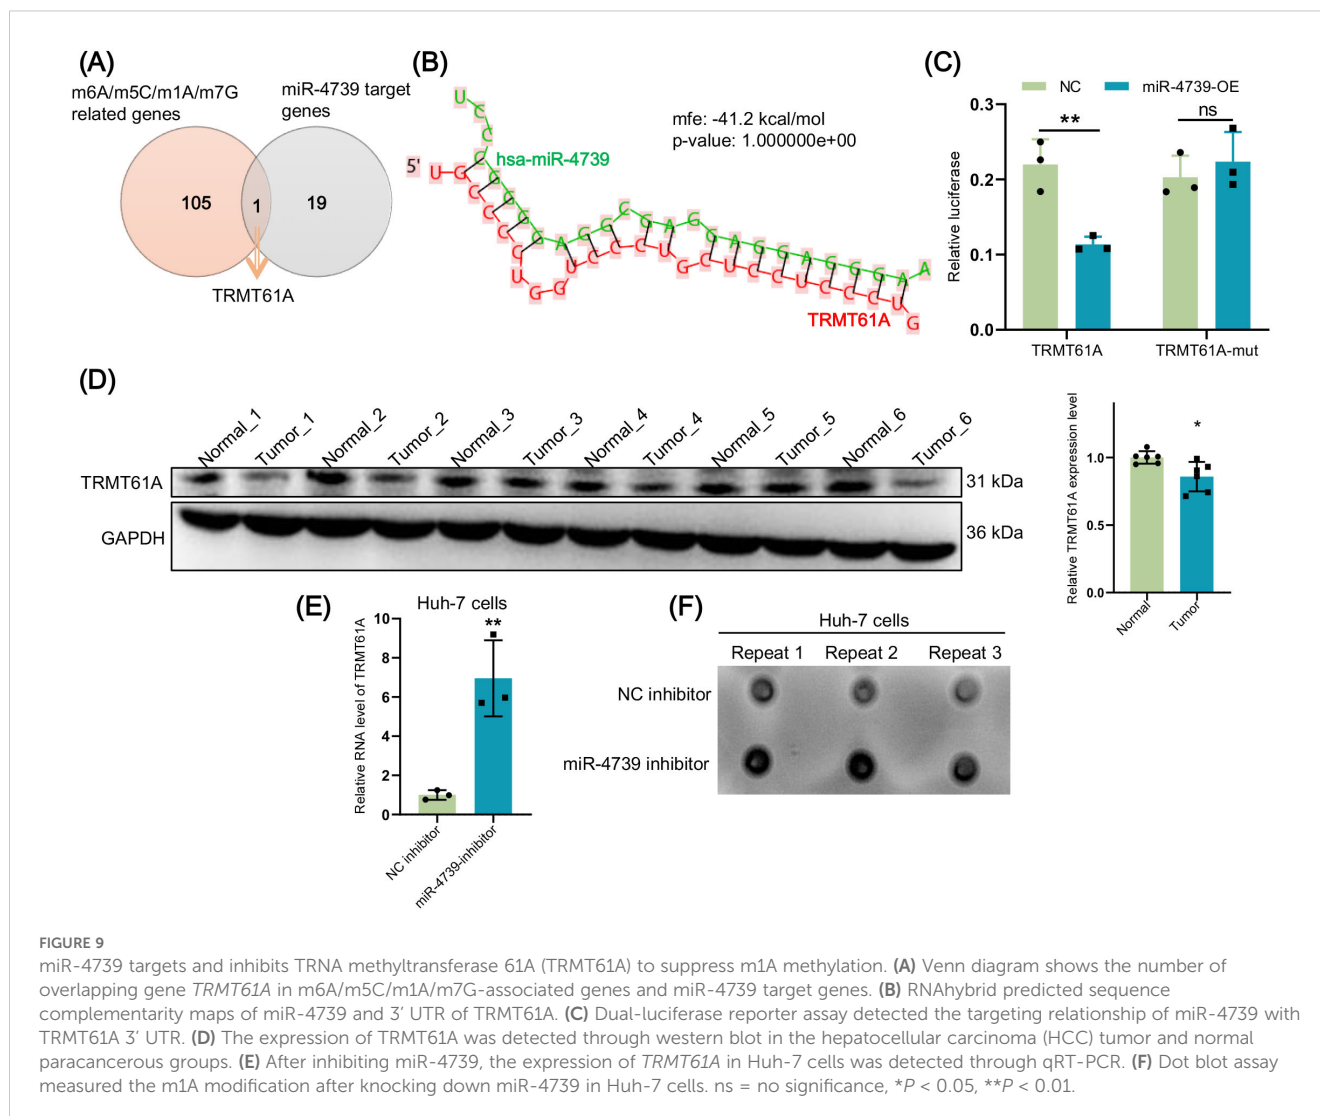 (A)
m6A/m5C/m1A/m7G
related genes
miR-4739 target
genes
105
1
19
TRMT61A
(B)
mfe: -41.2 kcal/mol
p-value: 1.000000e+00
hsa-miR-4739
5'
TRMT61A
(C)
NC
miR-4739-OE
Relative luciferase
0.3
0.2
0.1
0.0
**
ns
TRMT61A
TRMT61A-mut
(D)
Normal_1
Tumor_1
Normal_2
Tumor_2
Normal_3
Tumor_3
Normal_4
Tumor_4
Normal_5
Tumor_5
Normal_6
Tumor_6
TRMT61A
31 kDa
GAPDH
36 kDa
Relative TRMT61A expression level
1.0
0.5
0.0
*
Normal
Tumor
(E)
Huh-7 cells
Relative RNA level of TRMT61A
10
8
6
4
2
0
**
NC inhibitor
miR-4739-inhibitor
(F)
Huh-7 cells
Repeat 1
Repeat 2
Repeat 3
NC inhibitor
miR-4739 inhibitor
FIGURE 9
miR-4739 targets and inhibits TRNA methyltransferase 61A (TRMT61A) to suppress m1A methylation. (A) Venn diagram shows the number of
overlapping gene TRMT61A in m6A/m5C/m1A/m7G-associated genes and miR-4739 target genes. (B) RNAhybrid predicted sequence
complementarity maps of miR-4739 and 3′ UTR of TRMT61A. (C) Dual-luciferase reporter assay detected the targeting relationship of miR-4739 with
TRMT61A 3′ UTR. (D) The expression of TRMT61A was detected through western blot in the hepatocellular carcinoma (HCC) tumor and normal
paracancerous groups. (E) After inhibiting miR-4739, the expression of TRMT61A in Huh-7 cells was detected through qRT-PCR. (F) Dot blot assay
measured the m1A modification after knocking down miR-4739 in Huh-7 cells. ns = no significance, *P < 0.05, **P < 0.01.